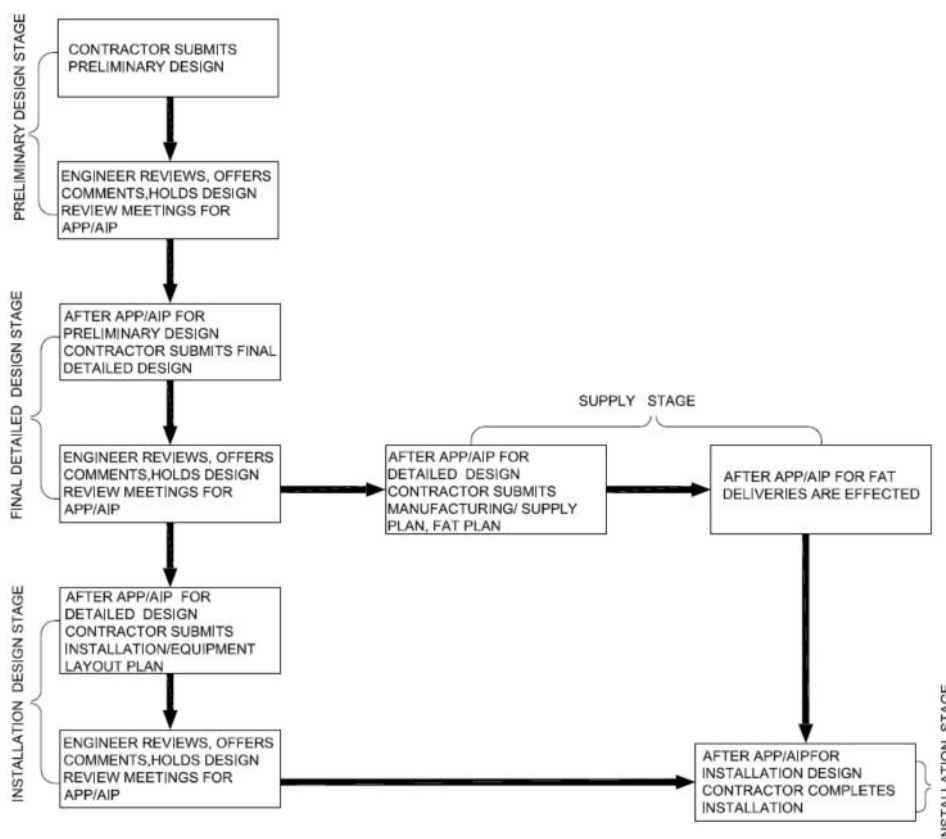 PRELIMINARY DESIGN STAGE
CONTRACTOR SUBMITS
PRELIMINARY DESIGN
ENGINEER REVIEWS, OFFERS
COMMENTS,HOLDS DESIGN
REVIEW MEETINGS FOR
APP/AIP
FINAL DETAILED DESIGN STAGE
AFTER APP/AIP FOR
PRELIMINARY DESIGN
CONTRACTOR SUBMITS FINAL
DETAILED DESIGN
ENGINEER REVIEWS, OFFERS
COMMENTS,HOLDS DESIGN
REVIEW MEETINGS FOR
APP/AIP
SUPPLY STAGE
AFTER APP/AIP FOR
DETAILED DESIGN
CONTRACTOR SUBMITS
MANUFACTURING/ SUPPLY
PLAN, FAT PLAN
AFTER APP/AIP FOR FAT
DELIVERIES ARE EFFECTED
INSTALLATION DESIGN STAGE
AFTER APP/AIP FOR
DETAILED DESIGN
CONTRACTOR SUBMITS
INSTALLATION/EQUIPMENT
LAYOUT PLAN
ENGINEER REVIEWS, OFFERS
COMMENTS,HOLDS DESIGN
REVIEW MEETINGS FOR
APP/AIP
AFTER APP/AIPFOR
INSTALLATION DESIGN
CONTRACTOR COMPLETES
INSTALLATION
INSTALLATION STAGE